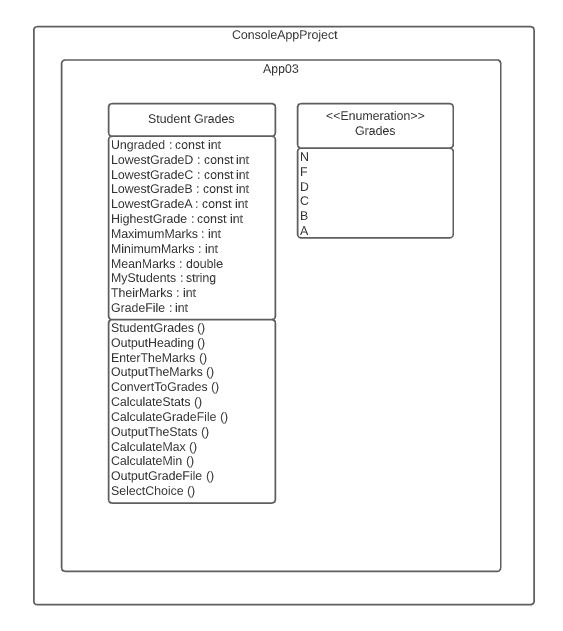 ConsoleAppProject
App03
Student Grades
Ungraded : const int
LowestGradeD : const int
LowestGradeC : const int
LowestGradeB : const int
LowestGradeA : const int
HighestGrade : const int
MaximumMarks : int
MinimumMarks : int
MeanMarks : double
MyStudents : string
TheirMarks : int
GradeFile : int
StudentGrades ()
OutputHeading ()
EnterTheMarks ()
OutputTheMarks ()
ConvertToGrades ()
CalculateStats ()
CalculateGradeFile ()
OutputTheStats ()
CalculateMax ()
CalculateMin ()
OutputGradeFile ()
SelectChoice ()
<<Enumeration>>
Grades
N
F
D
C
B
A